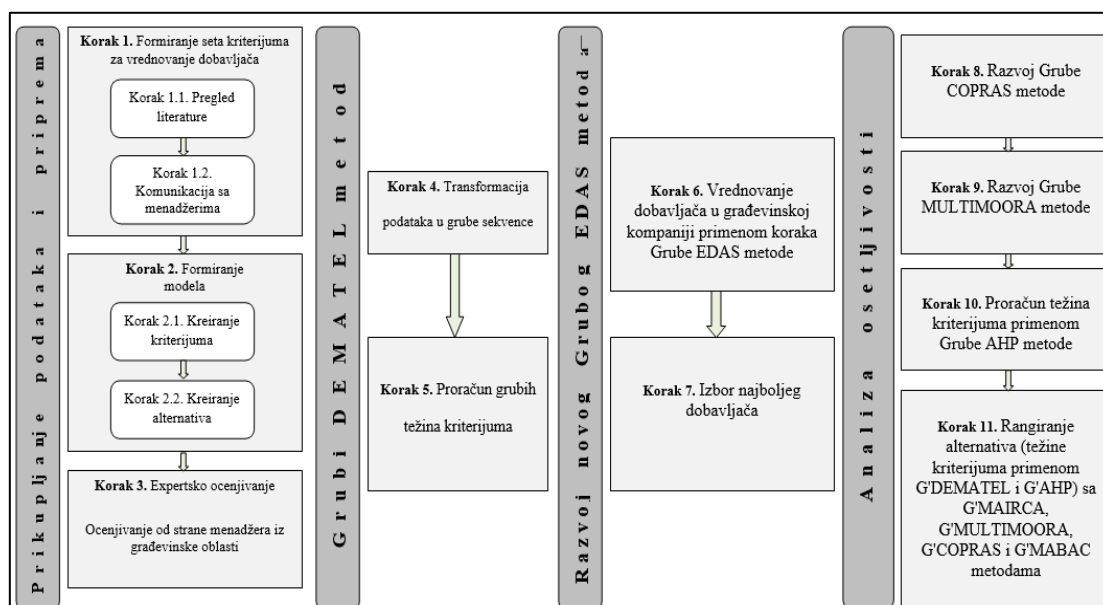 Prikupljanje podataka i priprema
Korak 1. Formiranje seta kriterijuma
za vrednovanje dobavljača
Korak 1.1. Pregled
literature
Korak 1.2.
Komunikacija sa
menadžerima
Korak 2. Formiranje
modela
Korak 2.1. Kreiranje
kriterijuma
Korak 2.2. Kreiranje
alternativa
Korak 3. Expertsko ocenjivanje
Ocenjivanje od strane menadžera iz
građevinske oblasti
Grubi DEMATEL metod
Korak 4. Transformacija
podataka u grube sekvence
Korak 5. Proračun grubih
težina kriterijuma
Razvoj novog Grubog EDAS metoda
Korak 6. Vrednovanje
dobavljača u građevinskoj
kompaniji primenom koraka
Grube EDAS metode
Korak 7. Izbor najboljeg
dobavljača
Analiza osetljivosti
Korak 8. Razvoj Grube
COPRAS metode
Korak 9. Razvoj Grube
MULTIMOORA metode
Korak 10. Proračun težina
kriterijuma primenom
Grube AHP metode
Korak 11. Rangiranje
alternativa (težine
kriterijuma primenom
G'DEMATEL i G'AHP) sa
G'MAIRCA,
G'MULTIMOORA,
G'COPRAS i G'MABAC
metodama